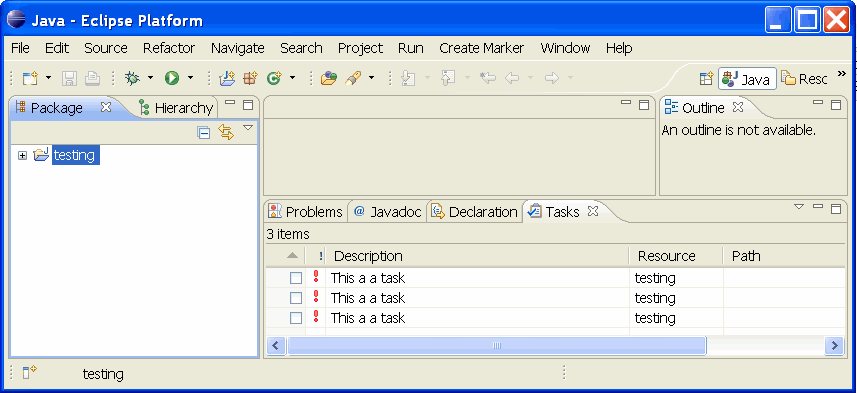 Java - Eclipse Platform
File Edit Source Refactor Navigate Search Project Run Create Marker Window Help
Java Resc »
Package Hierarchy
testing
Outline
An outline is not available.
Problems @ Javadoc Declaration Tasks
3 items
! Description Resource Path
! This a a task testing
! This a a task testing
! This a a task testing
testing